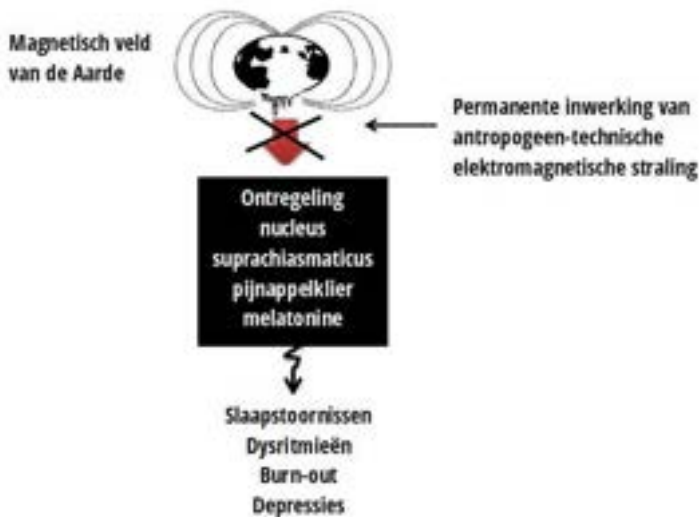 Magnetisch veld
van de Aarde
Permanente inwerking van
antropogeen-technische
elektromagnetische straling
Ontregeling
nucleus
suprachiasmaticus
pijnappelklier
melatonine
Slaapstoornissen
Dysritmieën
Burn-out
Depressies